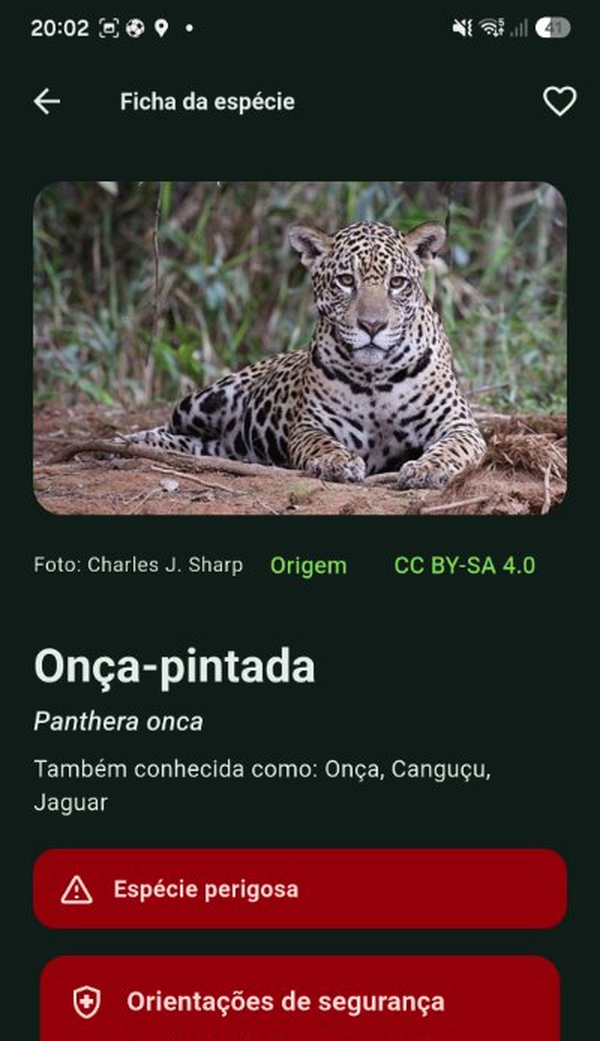 20:02
41
Ficha da espécie
Foto: Charles J. Sharp Origem CC BY-SA 4.0
Onça-pintada
Panthera onca
Também conhecida como: Onça, Canguçu,
Jaguar
Espécie perigosa
Orientações de segurança